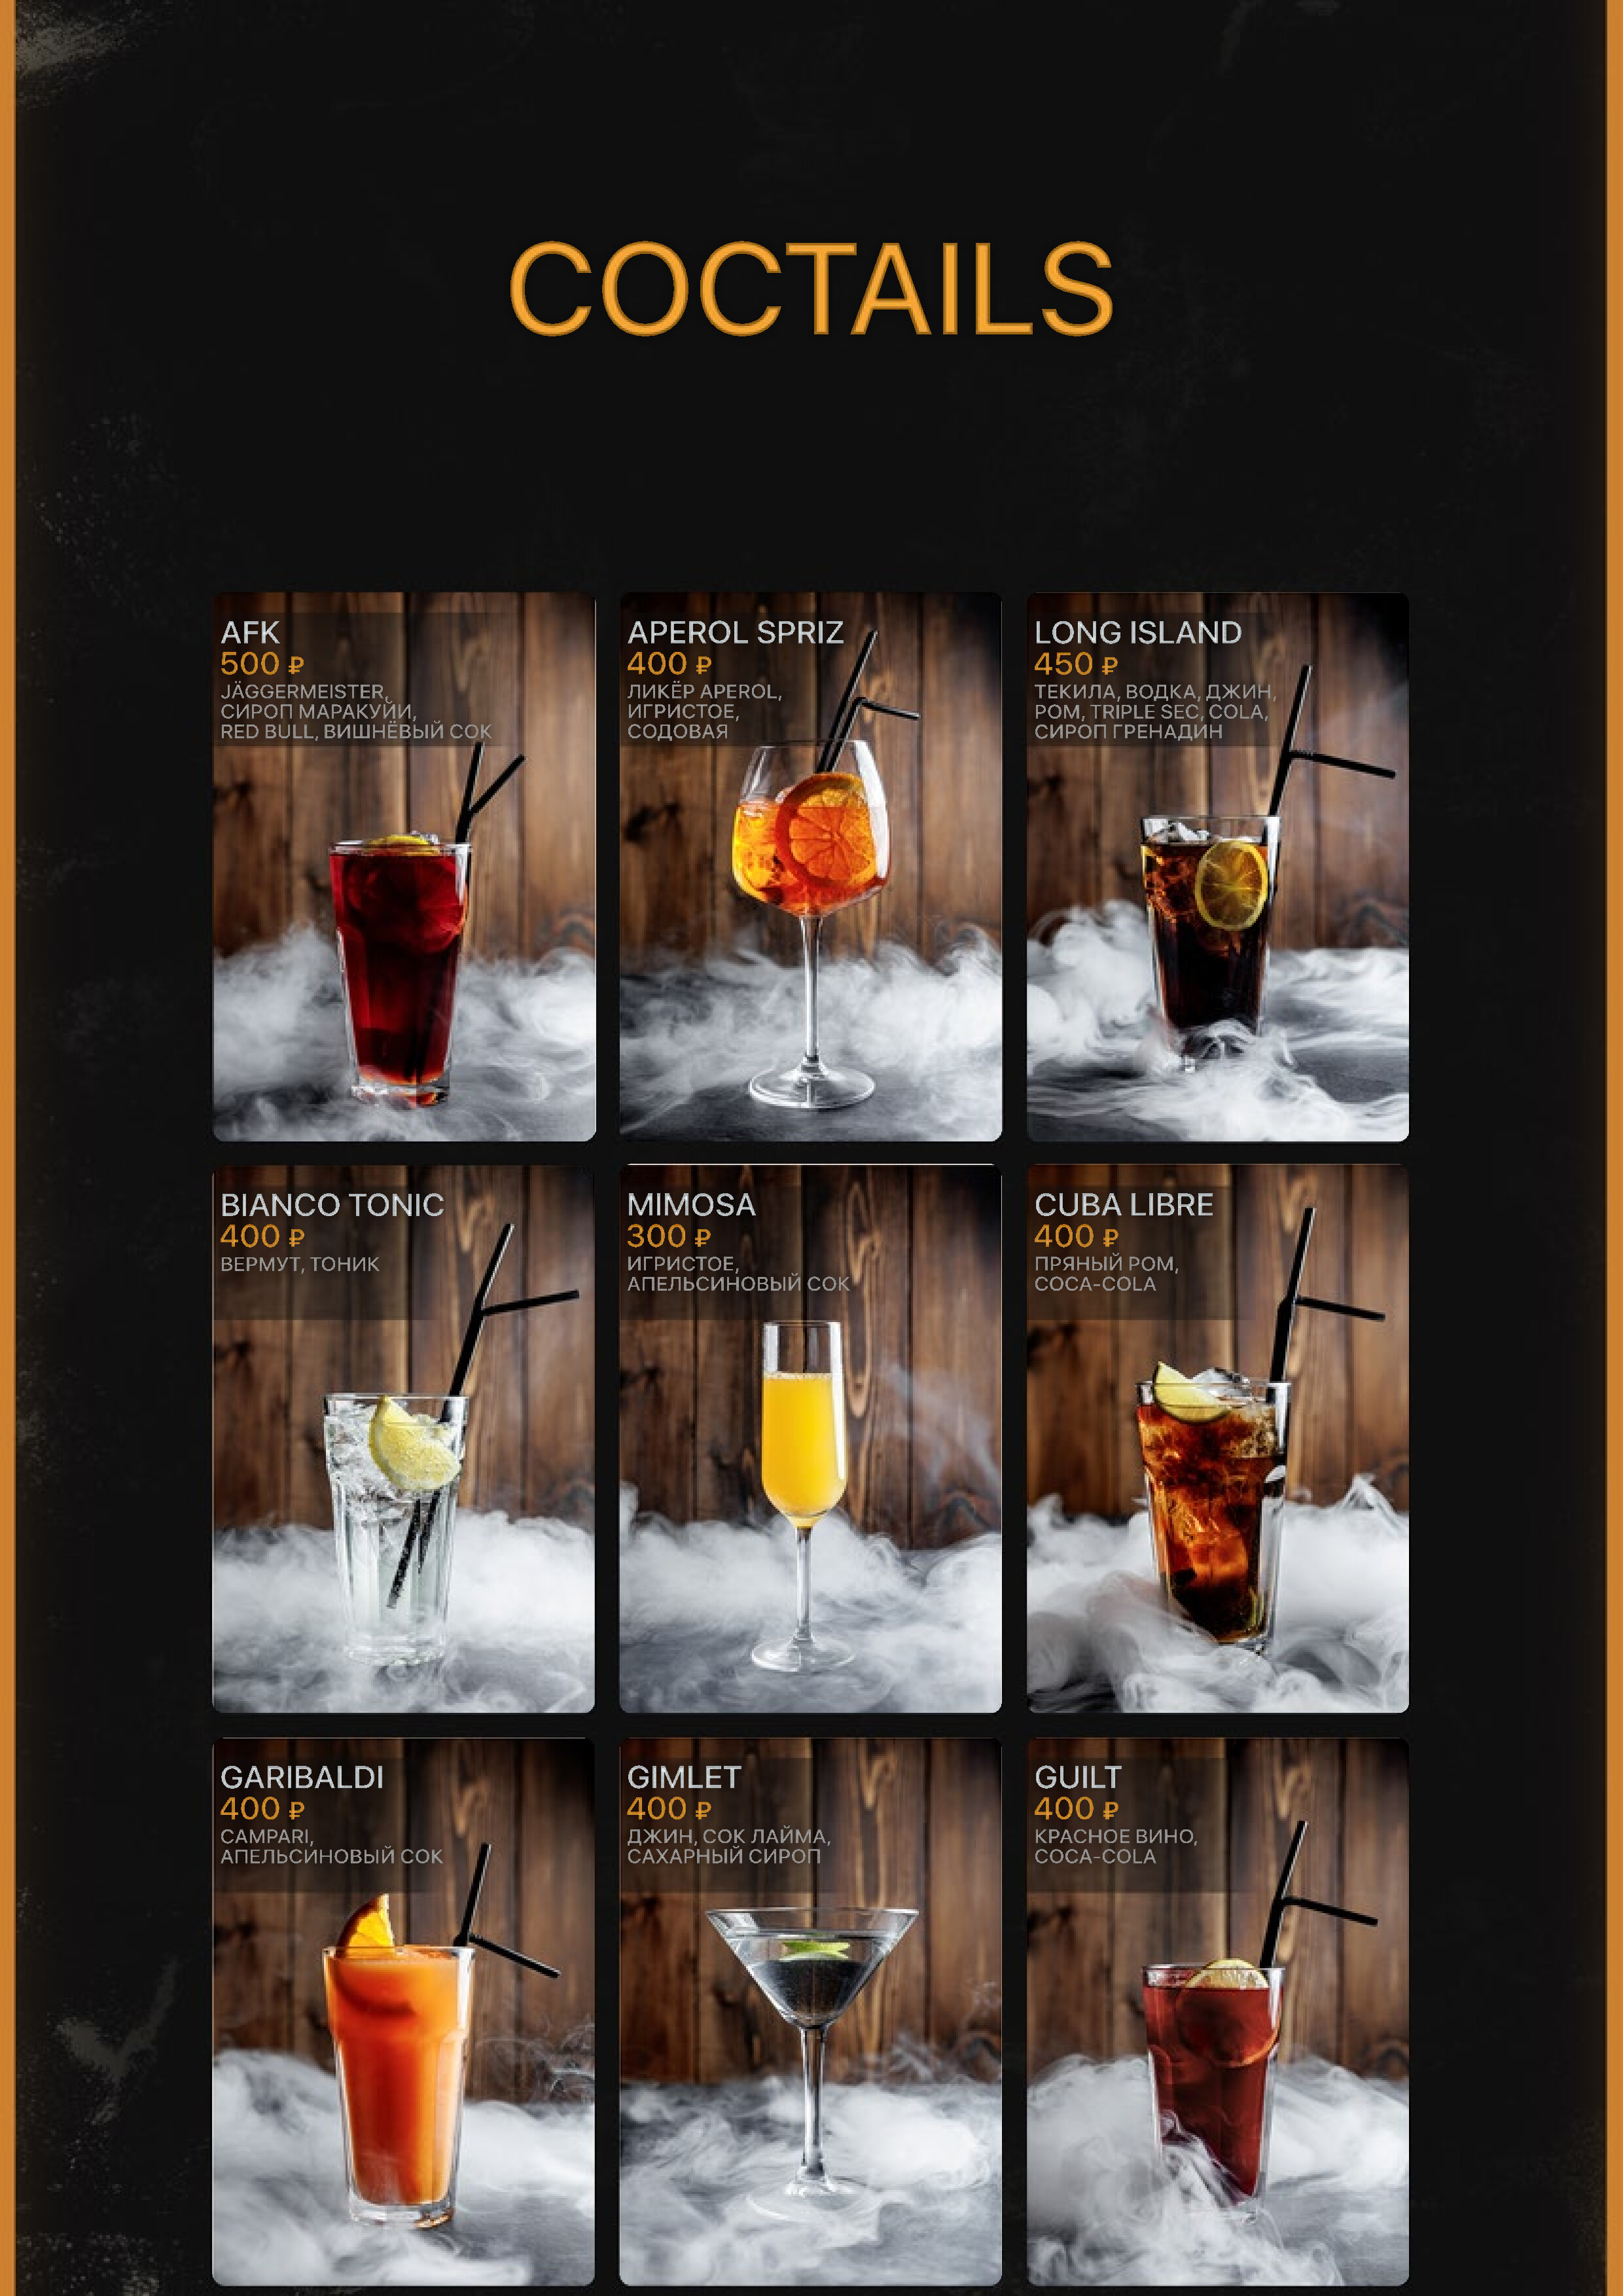 COCTAILS
AFK
500 ₽
JÄGGERMEISTER,
СИРОП МАРАКУЙИ,
RED BULL, ВИШНЁВЫЙ СОК
APEROL SPRIZ
400 ₽
ЛИКЁР APEROL,
ИГРИСТОЕ,
СОДОВАЯ
LONG ISLAND
450 ₽
ТЕКИЛА, ВОДКА, ДЖИН,
РОМ, TRIPLE SEC, COLA,
СИРОП ГРЕНАДИН
BIANCO TONIC
400 ₽
ВЕРМУТ, ТОНИК
MIMOSA
300 ₽
ИГРИСТОЕ,
АПЕЛЬСИНОВЫЙ СОК
CUBA LIBRE
400 ₽
ПРЯНЫЙ РОМ,
COCA-COLA
GARIBALDI
400 ₽
CAMPARI,
АПЕЛЬСИНОВЫЙ СОК
GIMLET
400 ₽
ДЖИН, СОК ЛАЙМА,
САХАРНЫЙ СИРОП
GUILT
400 ₽
КРАСНОЕ ВИНО,
COCA-COLA